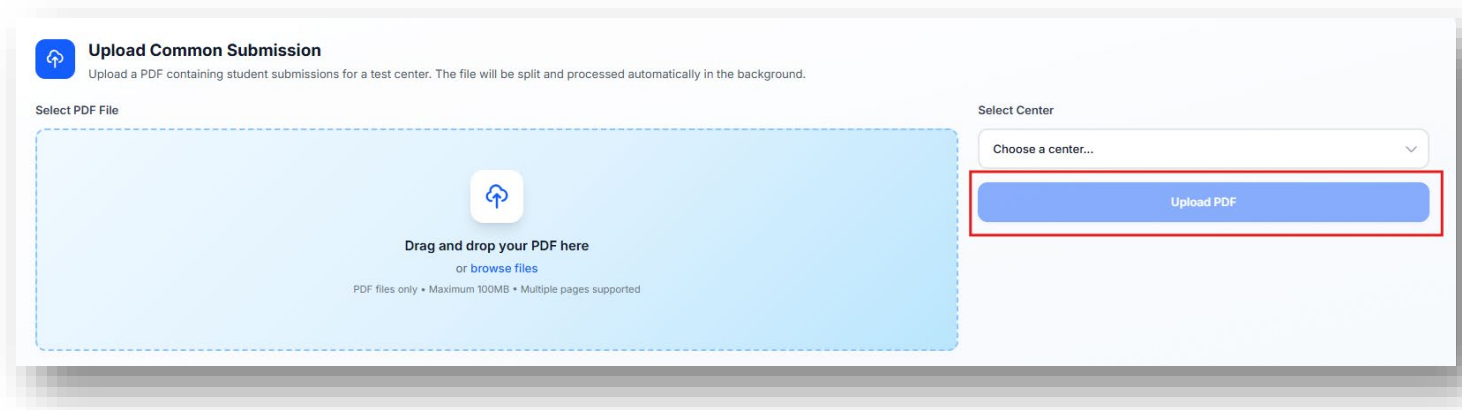 Upload Common Submission
Upload a PDF containing student submissions for a test center. The file will be split and processed automatically in the background.
Select PDF File
Drag and drop your PDF here
or browse files
PDF files only • Maximum 100MB • Multiple pages supported
Select Center
Choose a center...
Upload PDF